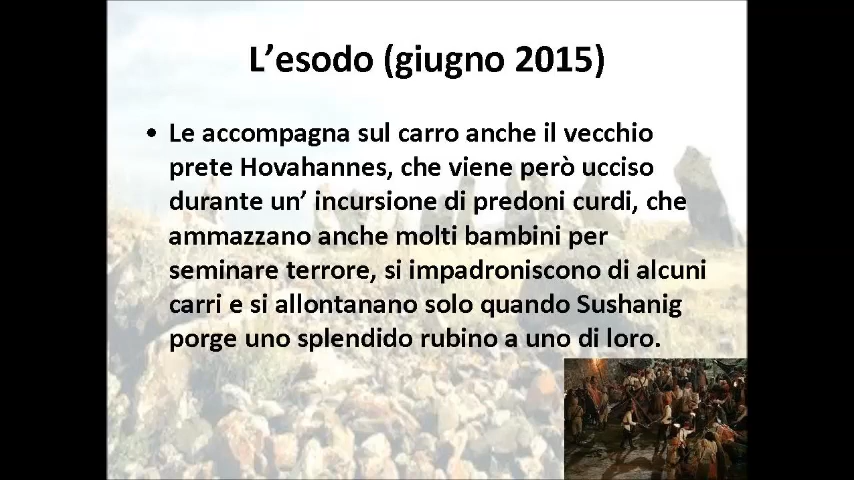 L’esodo (giugno 2015)
• Le accompagna sul carro anche il vecchio
prete Hovahannes, che viene però ucciso
durante un’ incursione di predoni curdi, che
ammazzano anche molti bambini per
seminare terrore, si impadroniscono di alcuni
carri e si allontanano solo quando Sushanig
porge uno splendido rubino a uno di loro.